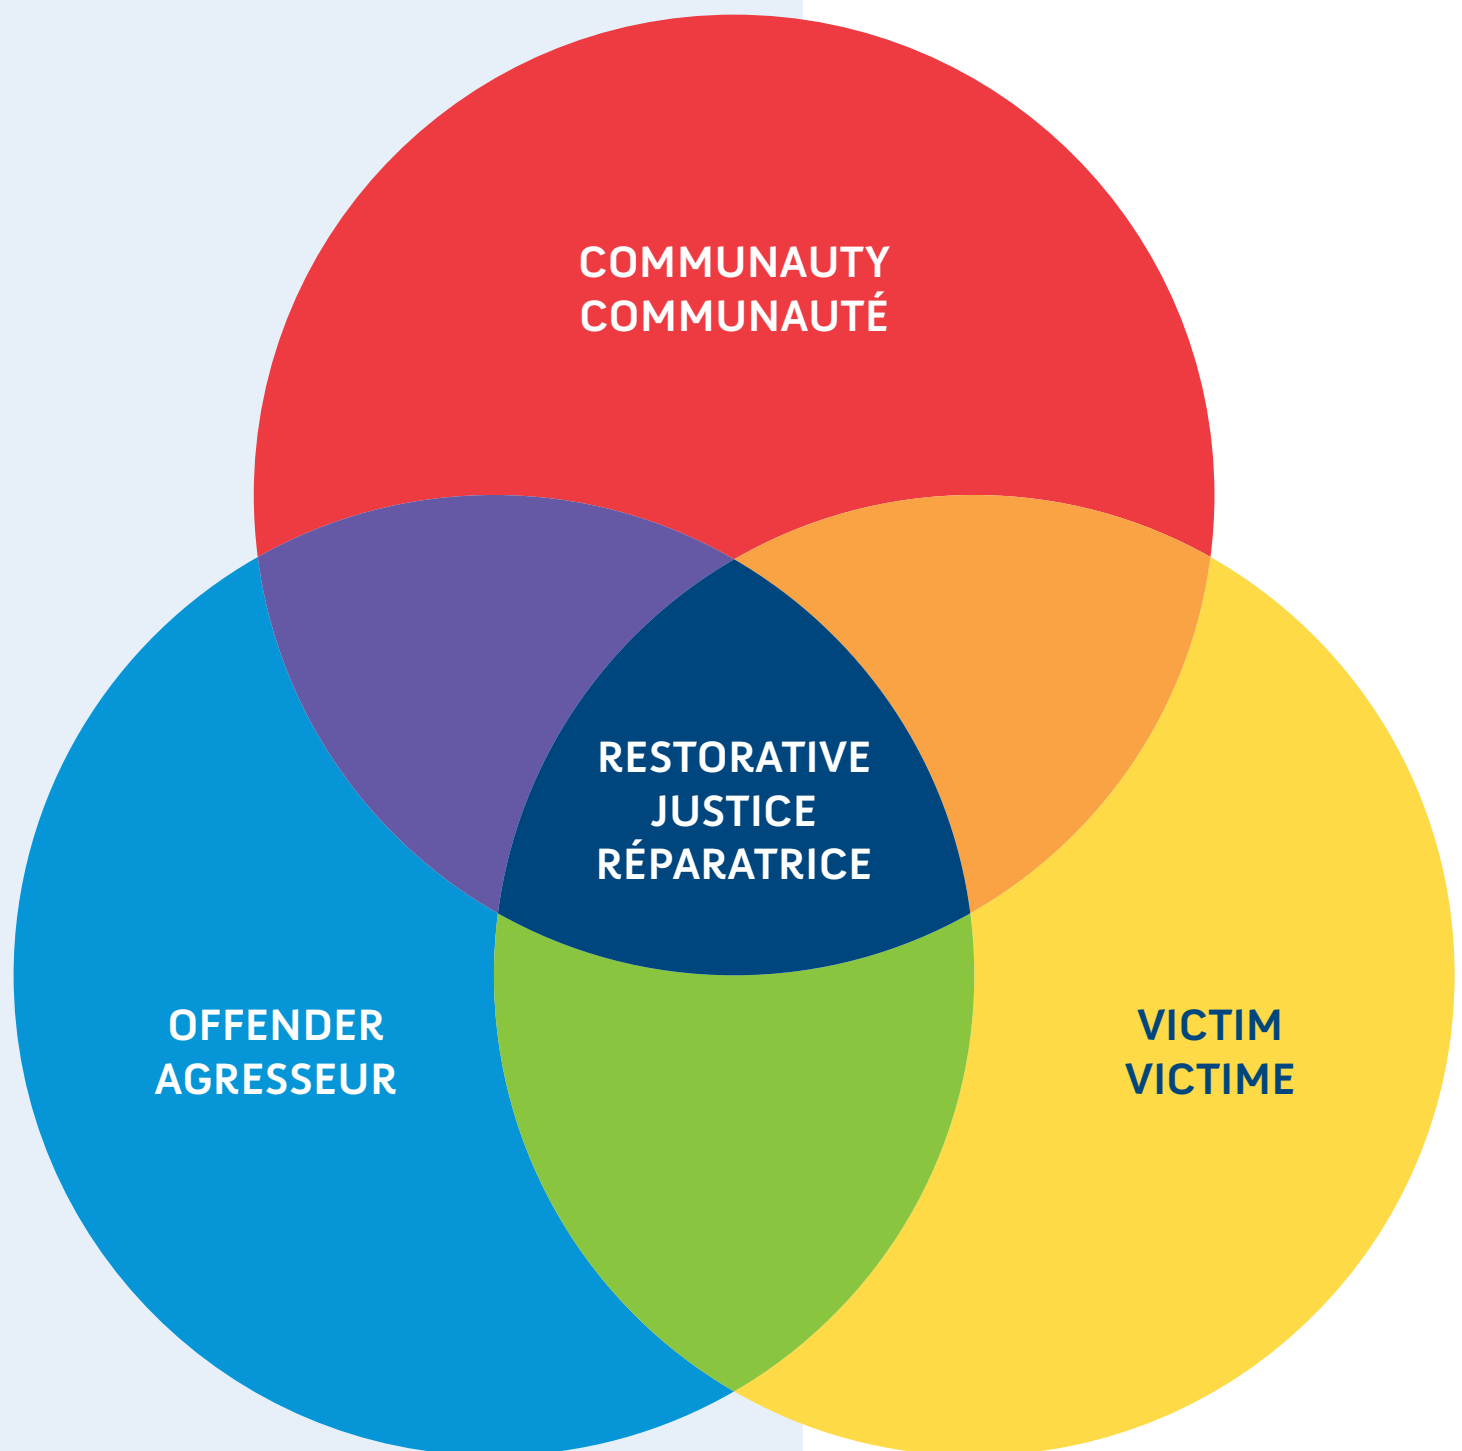 COMMUNAUTY
COMMUNAUTÉ
RESTORATIVE
JUSTICE
RÉPARATRICE
OFFENDER
AGRESSEUR
VICTIM
VICTIME